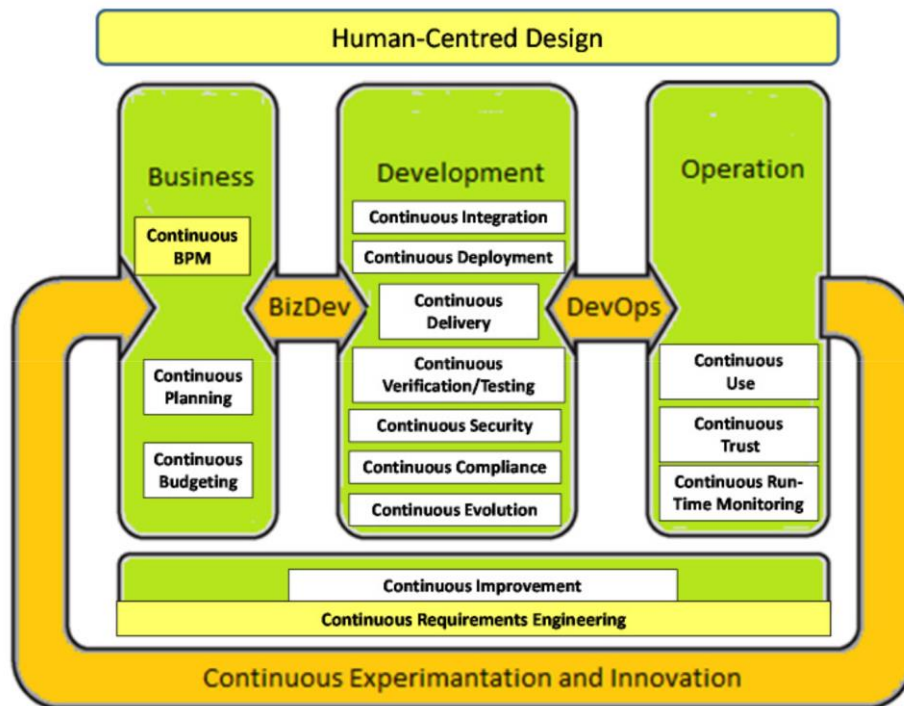 Human-Centred Design
Business
Continuous
BPM
Continuous
Planning
Continuous
Budgeting
BizDev
Development
Continuous Integration
Continuous Deployment
Continuous
Delivery
Continuous
Verification/Testing
Continuous Security
Continuous Compliance
Continuous Evolution
DevOps
Operation
Continuous
Use
Continuous
Trust
Continuous Run-
Time Monitoring
Continuous Improvement
Continuous Requirements Engineering
Continuous Experimantation and Innovation